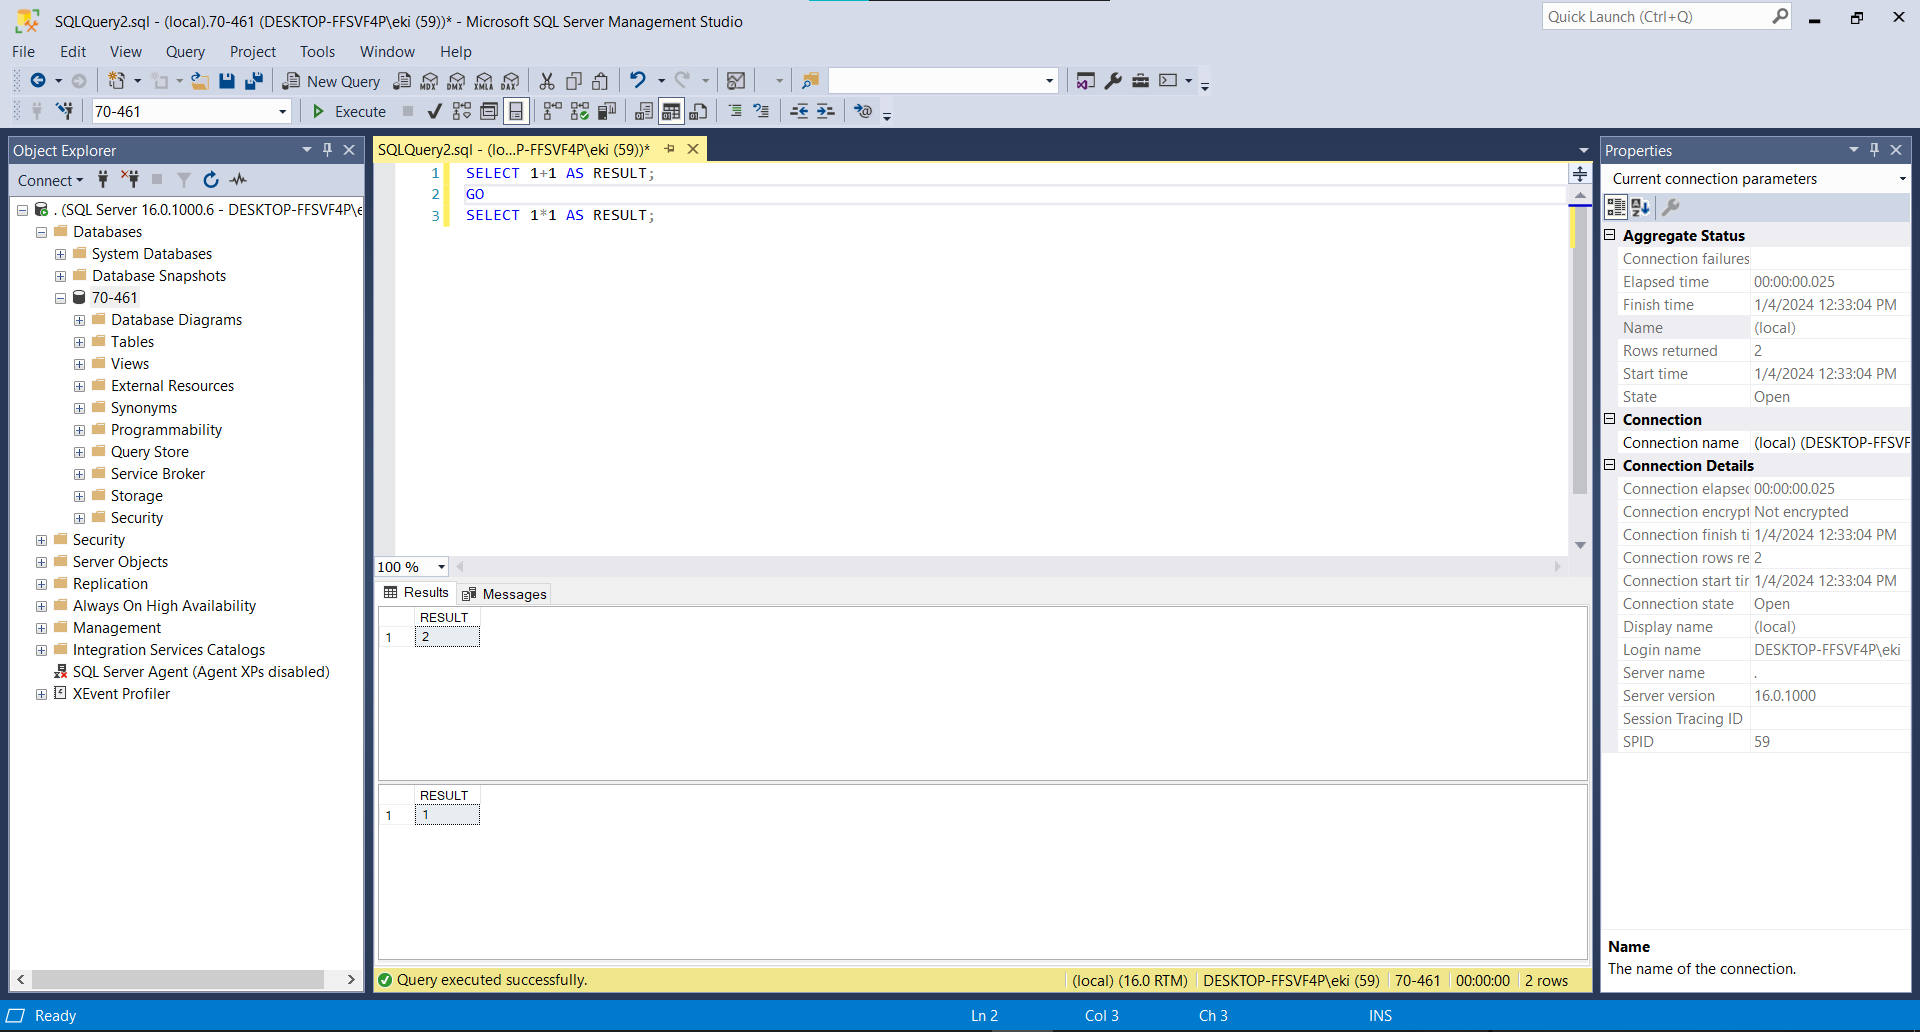 SQLQuery2.sql - (local).70-461 (DESKTOP-FFSVF4P\eki (59))* - Microsoft SQL Server Management Studio
Quick Launch (Ctrl+Q)
File Edit View Query Project Tools Window Help
New Query MDX DMX XMLA DAX
70-461 Execute
Object Explorer
Connect
. (SQL Server 16.0.1000.6 - DESKTOP-FFSVF4P\e
Databases
System Databases
Database Snapshots
70-461
Database Diagrams
Tables
Views
External Resources
Synonyms
Programmability
Query Store
Service Broker
Storage
Security
Security
Server Objects
Replication
Always On High Availability
Management
Integration Services Catalogs
SQL Server Agent (Agent XPs disabled)
XEvent Profiler
SQLQuery2.sql - (lo...P-FFSVF4P\eki (59))*
1 SELECT 1+1 AS RESULT;
2 GO
3 SELECT 1*1 AS RESULT;
100 %
Results Messages
RESULT
1 2
RESULT
1 1
Query executed successfully.
(local) (16.0 RTM) DESKTOP-FFSVF4P\eki (59) 70-461 00:00:00 2 rows
Properties
Current connection parameters
Aggregate Status
Connection failures
Elapsed time 00:00:00.025
Finish time 1/4/2024 12:33:04 PM
Name (local)
Rows returned 2
Start time 1/4/2024 12:33:04 PM
State Open
Connection
Connection name (local) (DESKTOP-FFSVF
Connection Details
Connection elapsec 00:00:00.025
Connection encrypt Not encrypted
Connection finish ti 1/4/2024 12:33:04 PM
Connection rows re 2
Connection start tir 1/4/2024 12:33:04 PM
Connection state Open
Display name (local)
Login name DESKTOP-FFSVF4P\eki
Server name .
Server version 16.0.1000
Session Tracing ID
SPID 59
Name
The name of the connection.
Ready Ln 2 Col 3 Ch 3 INS